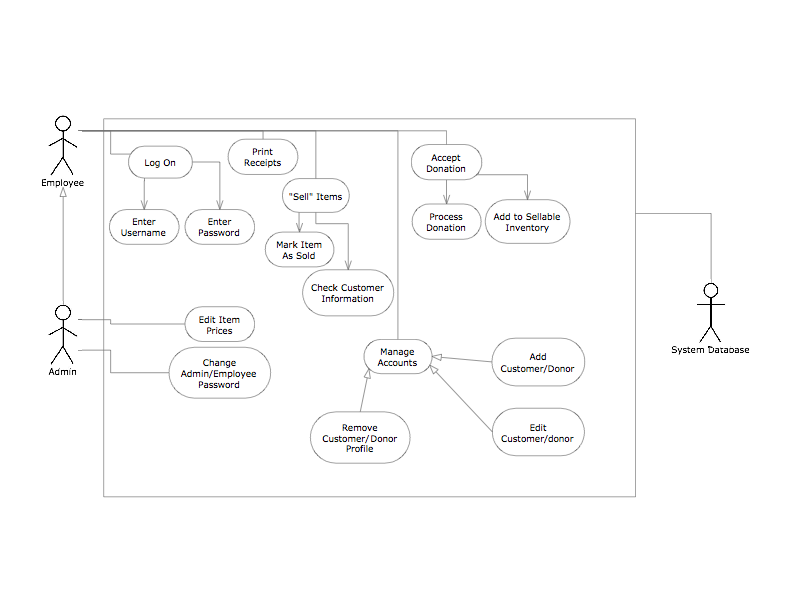 Employee
Log On
Print
Receipts
Accept
Donation
"Sell" Items
Enter
Username
Enter
Password
Mark Item
As Sold
Process
Donation
Add to Sellable
Inventory
Check Customer
Information
Admin
Edit Item
Prices
Change
Admin/Employee
Password
Manage
Accounts
Add
Customer/Donor
Remove
Customer/Donor
Profile
Edit
Customer/donor
System Database